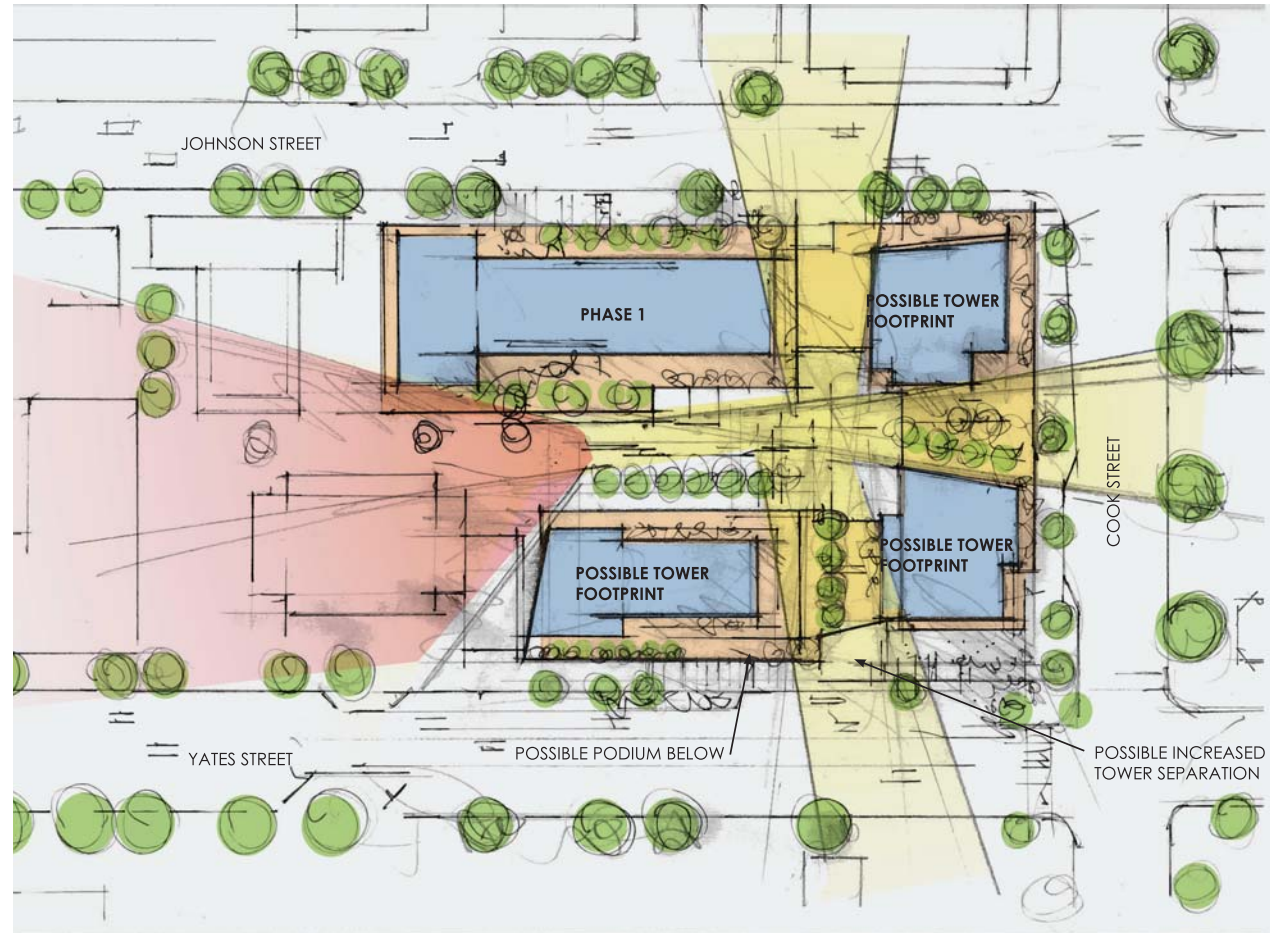 JOHNSON STREET
PHASE 1
POSSIBLE TOWER
FOOTPRINT
COOK STREET
POSSIBLE TOWER
FOOTPRINT
POSSIBLE TOWER
FOOTPRINT
YATES STREET
POSSIBLE PODIUM BELOW
POSSIBLE INCREASED
TOWER SEPARATION